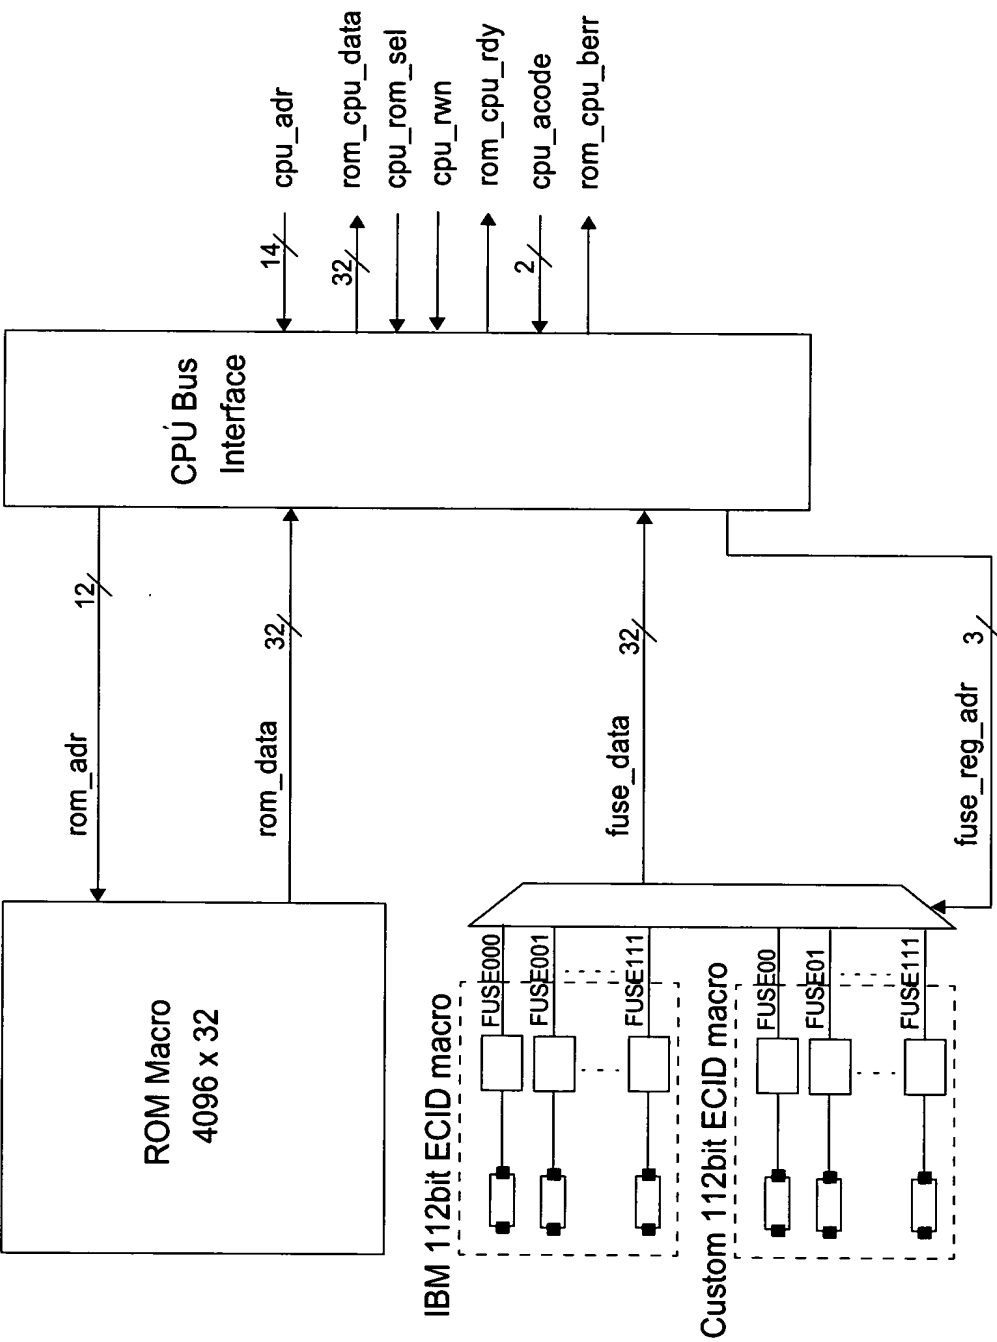 cpu_adr
14
rom_cpu_data
32
cpu_rom_sel
cpu_rwn
rom_cpu_rdy
cpu_acode
2
rom_cpu_berr
CPÚ Bus
Interface
rom_adr
12
rom_data
32
fuse_data
32
fuse_reg_adr
3
ROM Macro
4096 x 32
IBM 112bit ECID macro
FUSE000
FUSE001
FUSE111
Custom 112bit ECID macro
FUSE00
FUSE01
FUSE111